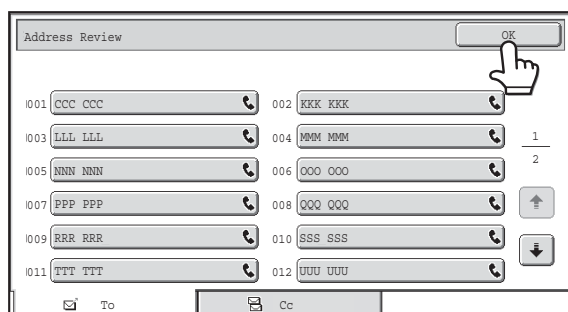 Address Review OK
001 CCC CCC 002 KKK KKK
003 LLL LLL 004 MMM MMM
1
005 NNN NNN 006 OOO OOO
2
007 PPP PPP 008 QQQ QQQ
009 RRR RRR 010 SSS SSS
011 TTT TTT 012 UUU UUU
To Cc